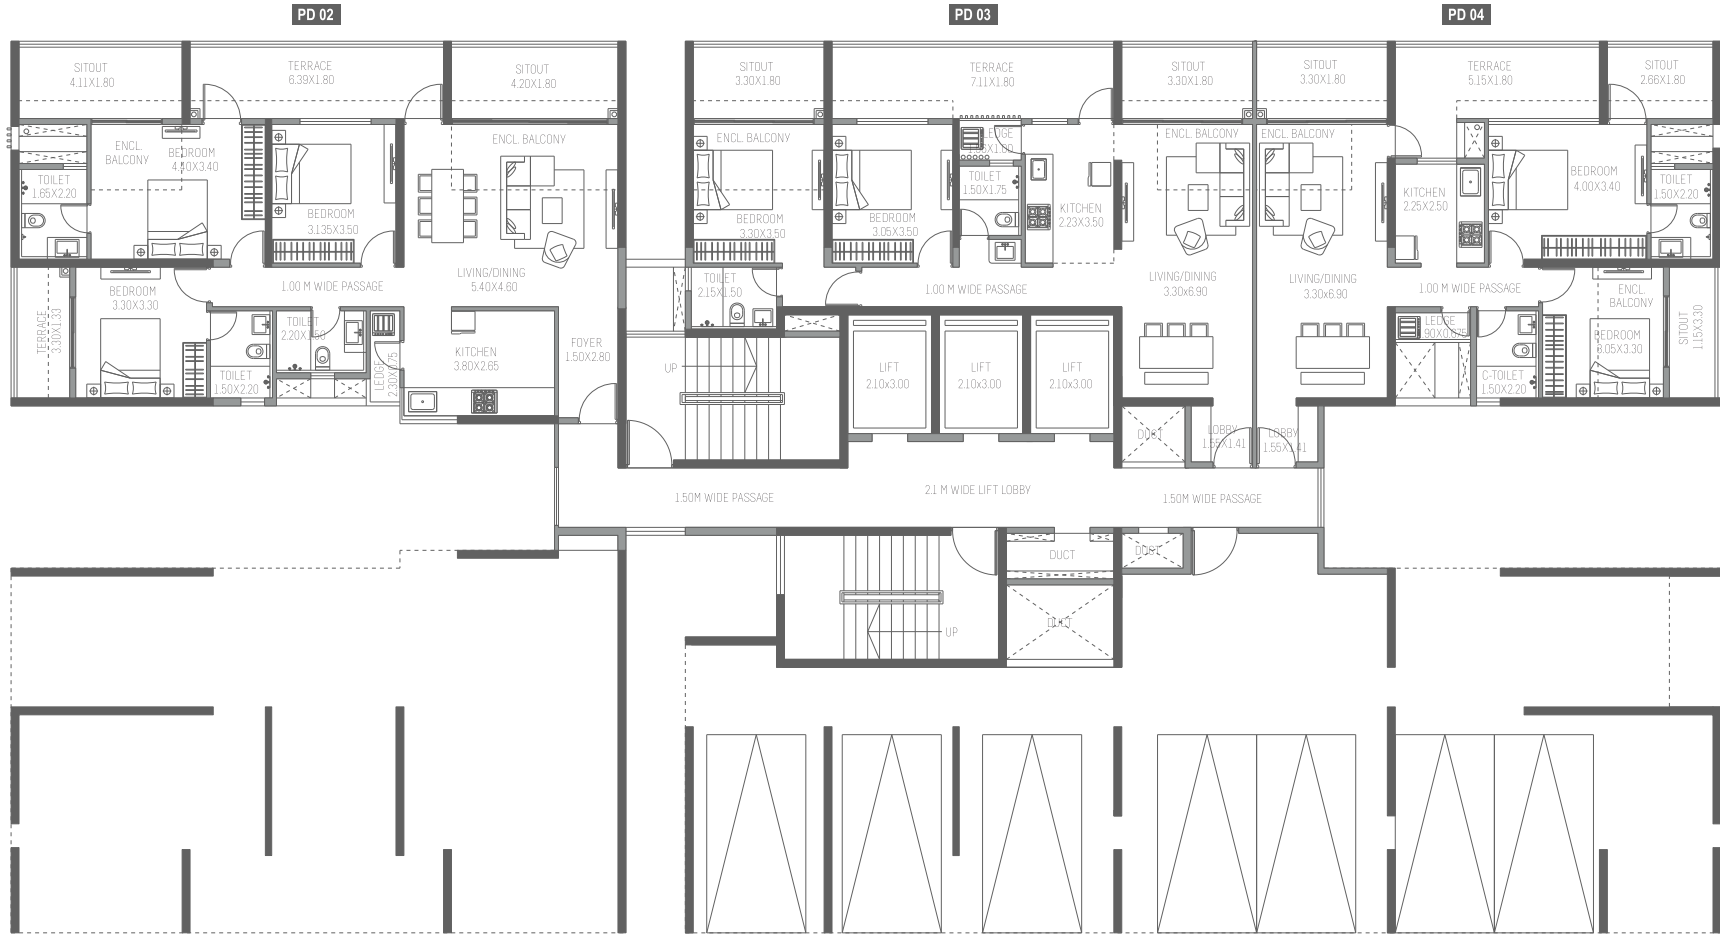 PD 02
PD 03
PD 04
SITOUT
4.11X1.80
TERRACE
6.39X1.80
SITOUT
4.20X1.80
SITOUT
3.30X1.80
TERRACE
7.11X1.80
SITOUT
3.30X1.80
SITOUT
3.30X1.80
TERRACE
5.15X1.80
SITOUT
2.66X1.80
ENCL.
BALCONY
BEDROOM
4.40X3.40
TOILET
1.65X2.20
BEDROOM
3.135X3.50
ENCL. BALCONY
LIVING/DINING
5.40X4.60
ENCL. BALCONY
BEDROOM
3.30X3.50
BEDROOM
3.05X3.50
LEDGE
TOILET
1.50X1.75
KITCHEN
2.23X3.50
ENCL. BALCONY
LIVING/DINING
3.30x6.90
ENCL. BALCONY
LIVING/DINING
3.30x6.90
KITCHEN
2.25X2.50
BEDROOM
4.00X3.40
TOILET
1.50X2.20
BEDROOM
3.30X3.30
1.00 M WIDE PASSAGE
TERRACE
3.30X1.30
TOILET
1.50X2.20
TOILET
2.20X1.50
LEDGE
KITCHEN
3.80X2.65
FOYER
1.50X2.80
TOILET
2.15X1.50
1.00 M WIDE PASSAGE
UP
LIFT
2.10x3.00
LIFT
2.10x3.00
LIFT
2.10x3.00
1.00 M WIDE PASSAGE
LEDGE
C-TOILET
1.50X2.20
ENCL.
BALCONY
BEDROOM
3.05X3.30
SITOUT
1.15X3.30
DUCT
LOBBY
1.55X1.41
LOBBY
1.55X1.41
1.50M WIDE PASSAGE
2.1 M WIDE LIFT LOBBY
1.50M WIDE PASSAGE
DUCT
DUCT
DUCT
UP